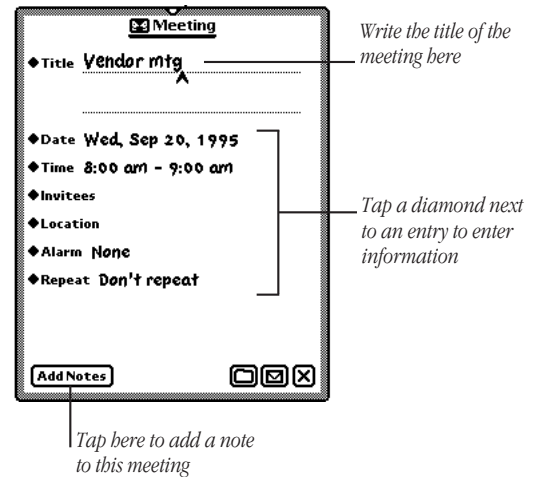 Meeting
Write the title of the
meeting here
Title Vendor mtg
Date Wed, Sep 20, 1995
Time 8:00 am - 9:00 am
Invitees
Location
Alarm None
Repeat Don't repeat
Tap a diamond next
to an entry to enter
information
Add Notes
Tap here to add a note
to this meeting